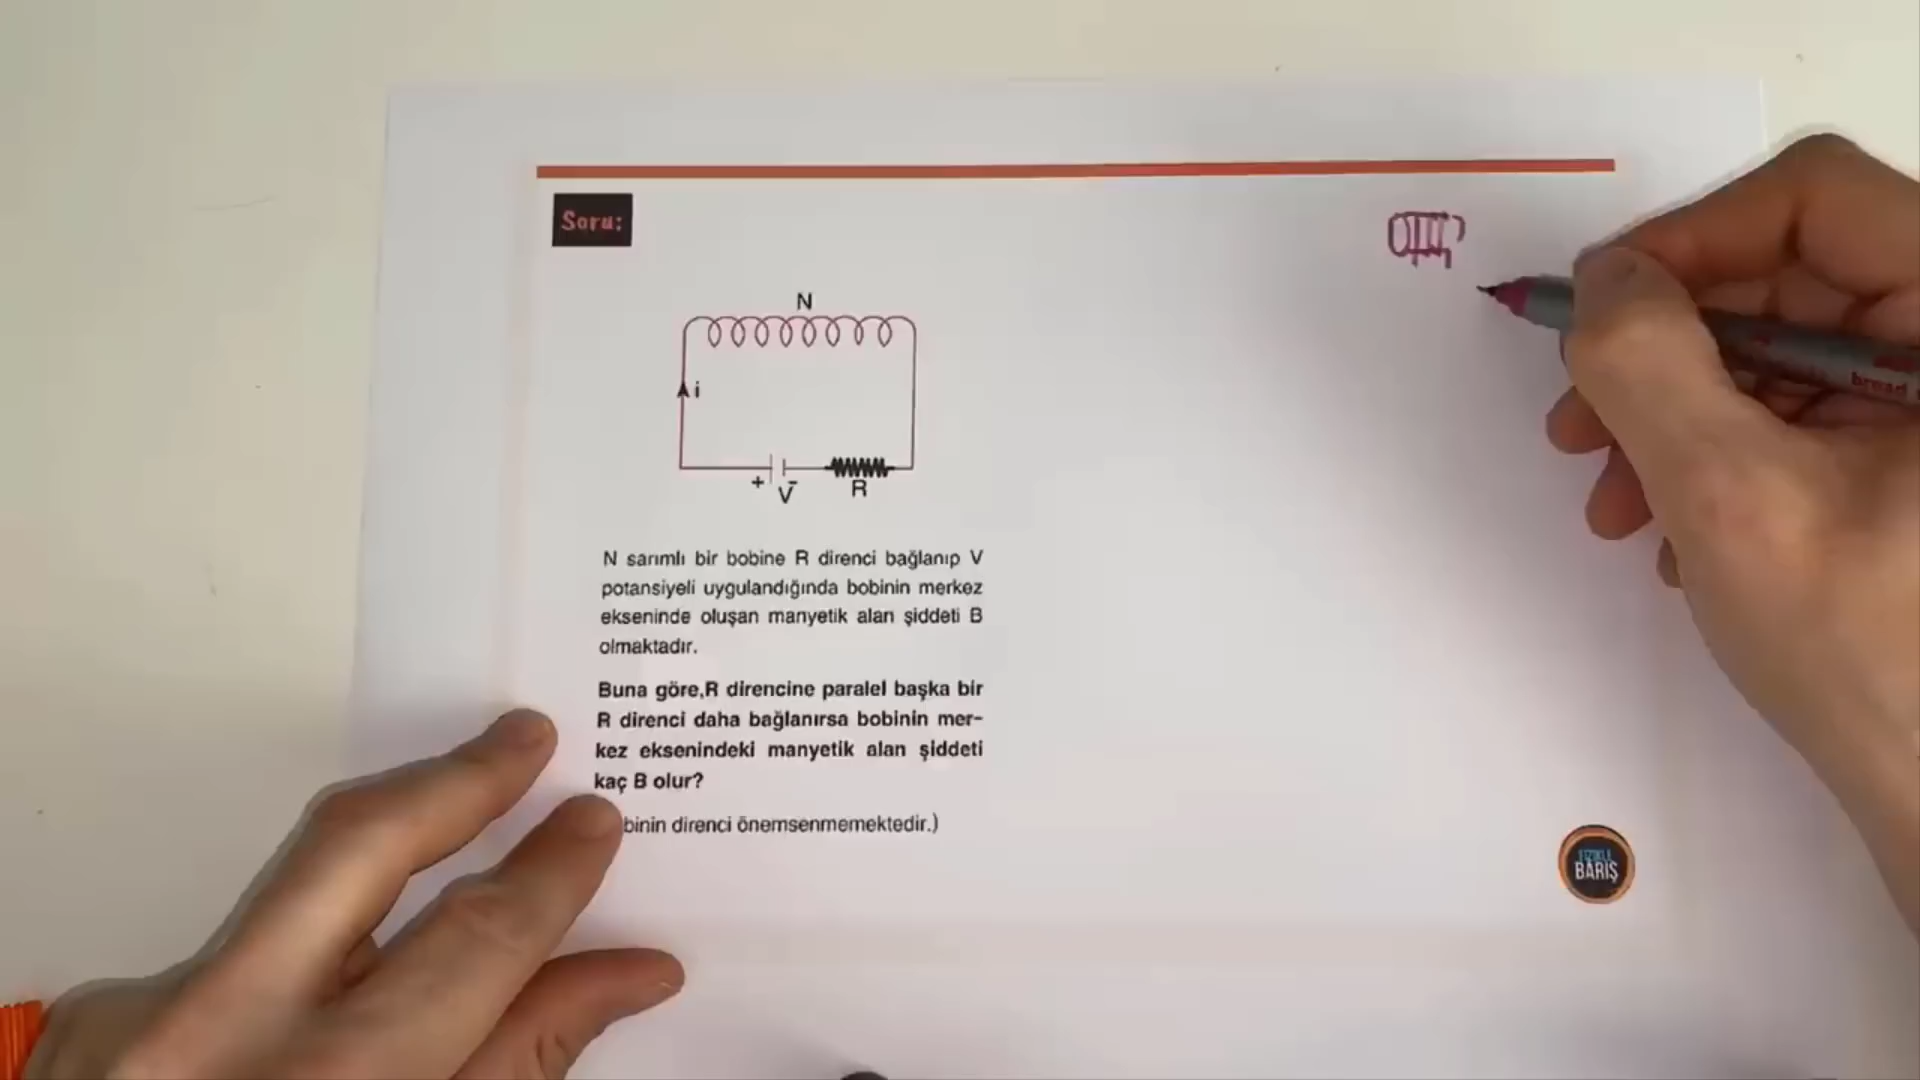 Soru:
N
i
+ V -
R
N sarımlı bir bobine R direnci bağlanıp V
potansiyeli uygulandığında bobinin merkez
ekseninde oluşan manyetik alan şiddeti B
olmaktadır.
Buna göre,R direncine paralel başka bir
R direnci daha bağlanırsa bobinin mer-
kez eksenindeki manyetik alan şiddeti
kaç B olur?
binin direnci önemsenmemektedir.)
BARIŞ
broad